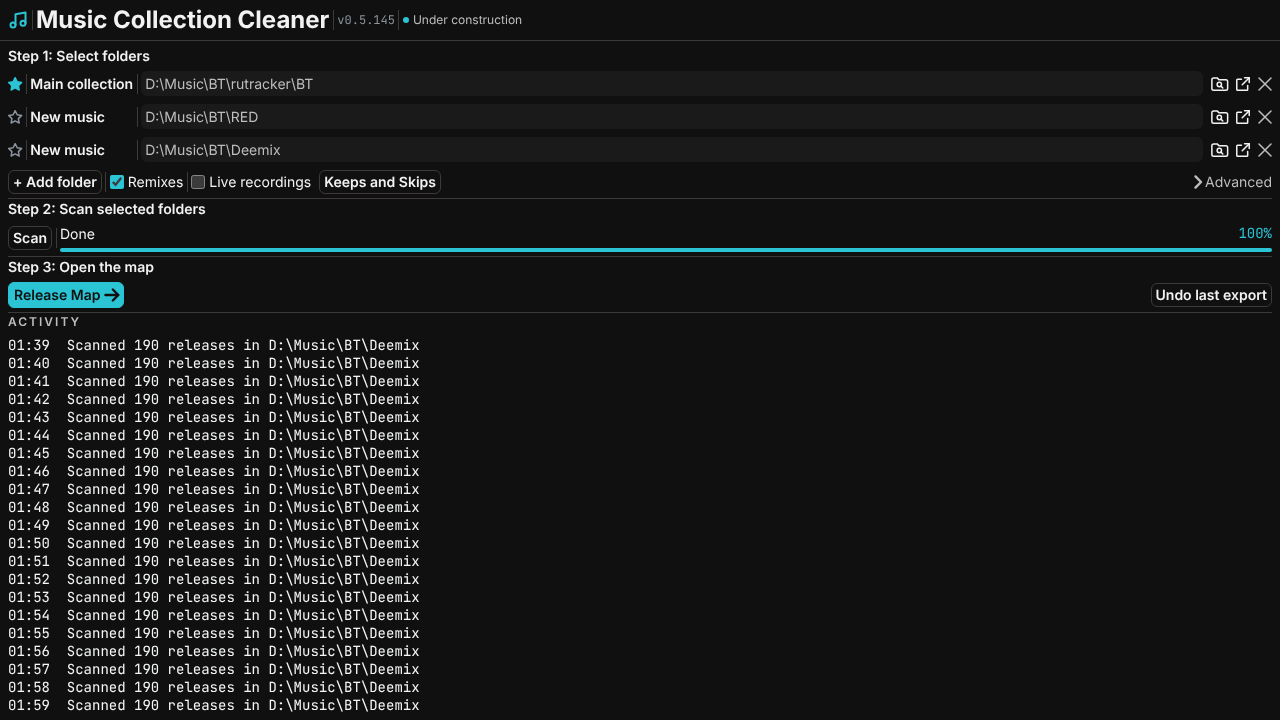 Music Collection Cleaner v0.5.145 Under construction
Step 1: Select folders
Main collection D:\Music\BT\rutracker\BT
New music D:\Music\BT\RED
New music D:\Music\BT\Deemix
+ Add folder Remixes Live recordings Keeps and Skips Advanced
Step 2: Scan selected folders
Scan Done 100%
Step 3: Open the map
Release Map Undo last export
ACTIVITY
01:39 Scanned 190 releases in D:\Music\BT\Deemix
01:40 Scanned 190 releases in D:\Music\BT\Deemix
01:41 Scanned 190 releases in D:\Music\BT\Deemix
01:42 Scanned 190 releases in D:\Music\BT\Deemix
01:43 Scanned 190 releases in D:\Music\BT\Deemix
01:44 Scanned 190 releases in D:\Music\BT\Deemix
01:45 Scanned 190 releases in D:\Music\BT\Deemix
01:46 Scanned 190 releases in D:\Music\BT\Deemix
01:47 Scanned 190 releases in D:\Music\BT\Deemix
01:48 Scanned 190 releases in D:\Music\BT\Deemix
01:49 Scanned 190 releases in D:\Music\BT\Deemix
01:50 Scanned 190 releases in D:\Music\BT\Deemix
01:51 Scanned 190 releases in D:\Music\BT\Deemix
01:52 Scanned 190 releases in D:\Music\BT\Deemix
01:53 Scanned 190 releases in D:\Music\BT\Deemix
01:54 Scanned 190 releases in D:\Music\BT\Deemix
01:55 Scanned 190 releases in D:\Music\BT\Deemix
01:56 Scanned 190 releases in D:\Music\BT\Deemix
01:57 Scanned 190 releases in D:\Music\BT\Deemix
01:58 Scanned 190 releases in D:\Music\BT\Deemix
01:59 Scanned 190 releases in D:\Music\BT\Deemix